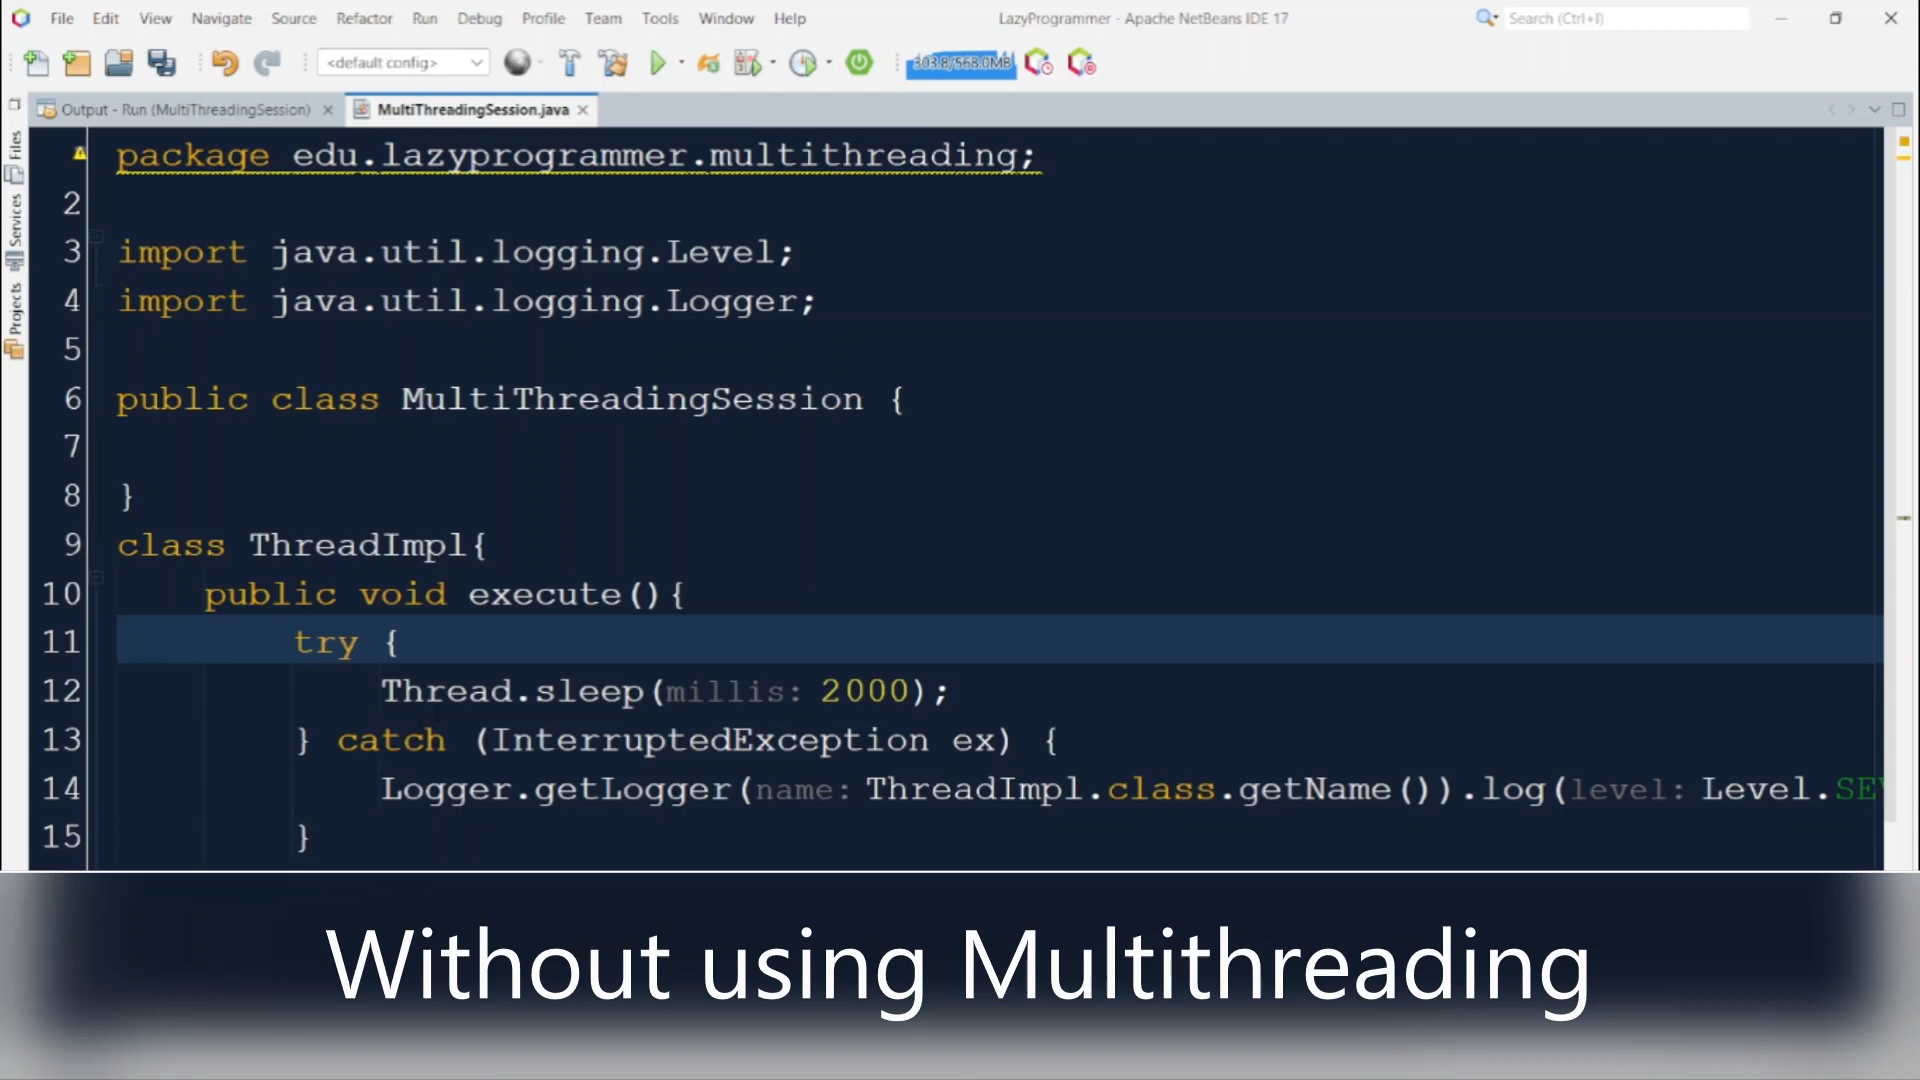 File Edit View Navigate Source Refactor Run Debug Profile Team Tools Window Help
LazyProgrammer - Apache NetBeans IDE 17
Search (Ctrl+I)
<default config>
303.8/568.0MB
Output - Run (MultiThreadingSession)
MultiThreadingSession.java
Files
Services
Projects
package edu.lazyprogrammer.multithreading;
2
3 import java.util.logging.Level;
4 import java.util.logging.Logger;
5
6 public class MultiThreadingSession {
7
8 }
9 class ThreadImpl{
10 public void execute(){
11 try {
12 Thread.sleep(millis: 2000);
13 } catch (InterruptedException ex) {
14 Logger.getLogger(name: ThreadImpl.class.getName()).log(level: Level.SE
15 }
Without using Multithreading